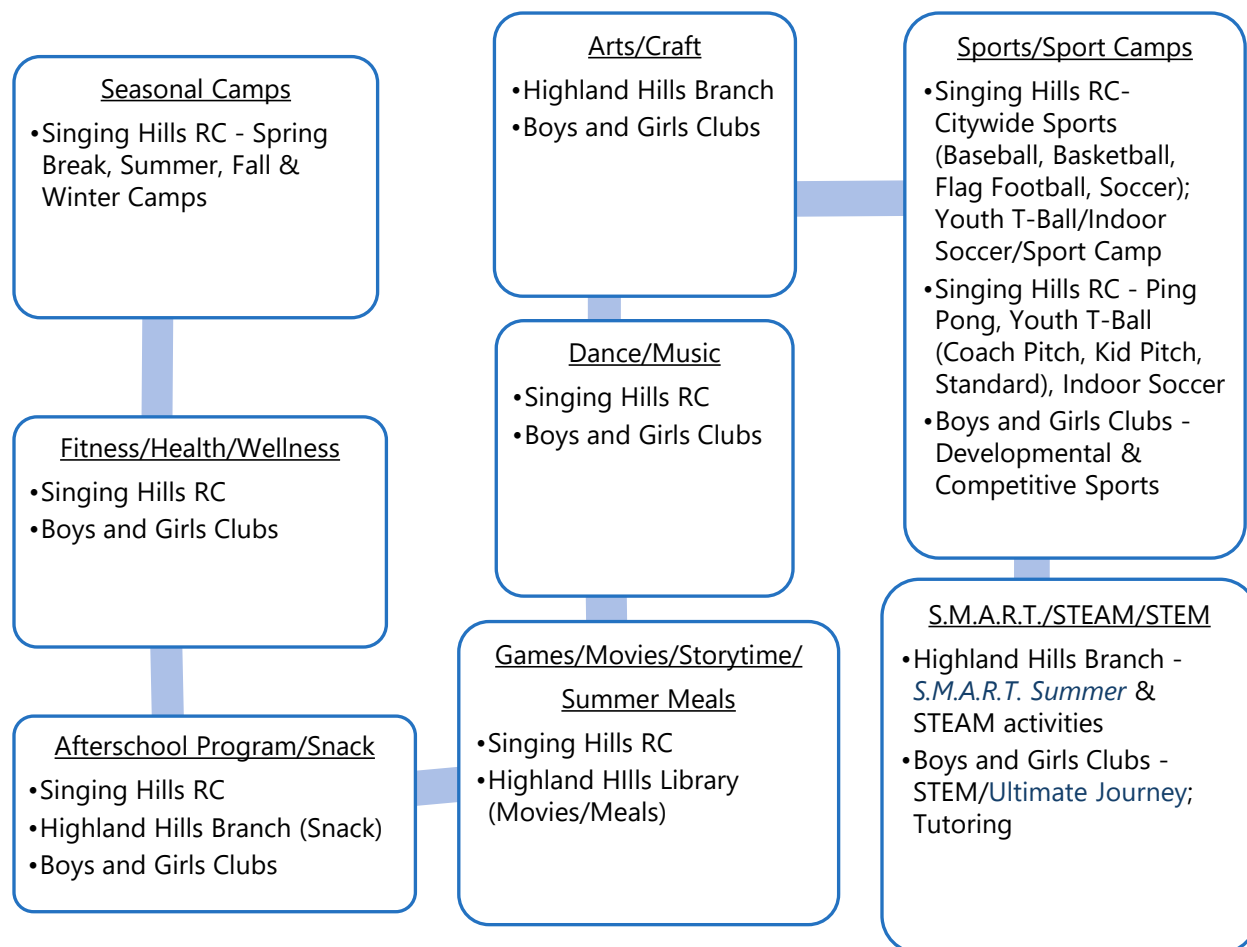 Seasonal Camps
•Singing Hills RC - Spring
Break, Summer, Fall &
Winter Camps
Fitness/Health/Wellness
•Singing Hills RC
•Boys and Girls Clubs
Afterschool Program/Snack
•Singing Hills RC
•Highland Hills Branch (Snack)
•Boys and Girls Clubs
Games/Movies/Storytime/
Summer Meals
•Singing Hills RC
•Highland HIlls Library
(Movies/Meals)
Dance/Music
•Singing Hills RC
•Boys and Girls Clubs
Arts/Craft
•Highland Hills Branch
•Boys and Girls Clubs
Sports/Sport Camps
•Singing Hills RC-
Citywide Sports
(Baseball, Basketball,
Flag Football, Soccer);
Youth T-Ball/Indoor
Soccer/Sport Camp
•Singing Hills RC - Ping
Pong, Youth T-Ball
(Coach Pitch, Kid Pitch,
Standard), Indoor Soccer
•Boys and Girls Clubs -
Developmental &
Competitive Sports
S.M.A.R.T./STEAM/STEM
•Highland Hills Branch -
S.M.A.R.T. Summer &
STEAM activities
•Boys and Girls Clubs -
STEM/Ultimate Journey;
Tutoring